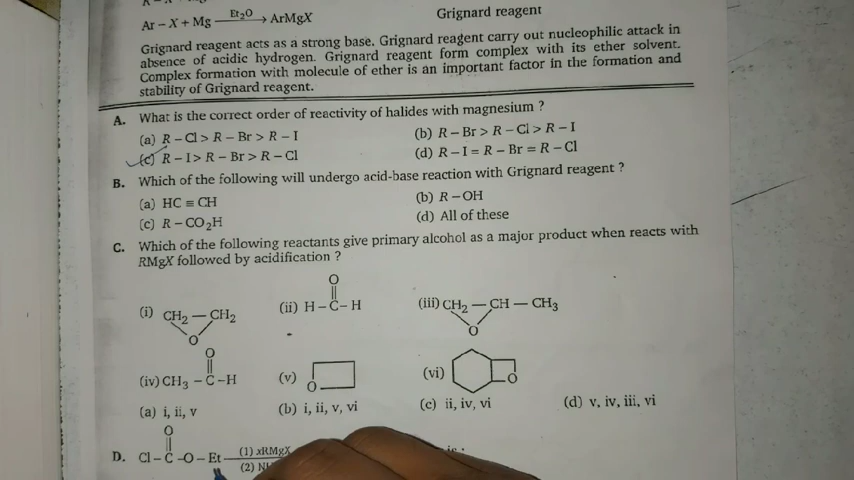 Ar – X + Mg —Et₂O→ ArMgX Grignard reagent
Grignard reagent acts as a strong base. Grignard reagent carry out nucleophilic attack in
absence of acidic hydrogen. Grignard reagent form complex with its ether solvent.
Complex formation with molecule of ether is an important factor in the formation and
stability of Grignard reagent.
A. What is the correct order of reactivity of halides with magnesium ?
(a) R – Cl > R – Br > R – I (b) R – Br > R – Cl > R – I
(c) R – I > R – Br > R – Cl (d) R – I = R – Br = R – Cl
B. Which of the following will undergo acid-base reaction with Grignard reagent ?
(a) HC ≡ CH (b) R – OH
(c) R – CO₂H (d) All of these
C. Which of the following reactants give primary alcohol as a major product when reacts with
RMgX followed by acidification ?
(i) CH₂ – CH₂ O (ii) H – C – H O (iii) CH₂ – CH – CH₃ O
(iv) CH₃ – C – H O (v) O (vi) O
(a) i, ii, v (b) i, ii, v, vi (c) ii, iv, vi (d) v, iv, iii, vi
O
D. Cl – C – O – Et (1) xRMgX
(2)